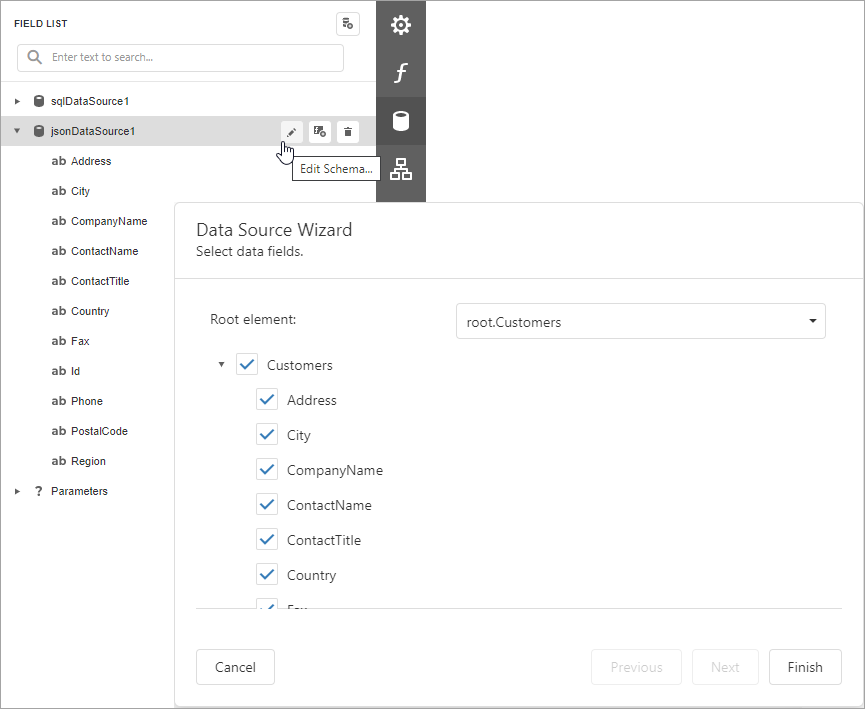 FIELD LIST
Enter text to search...
sqlDataSource1
jsonDataSource1
Edit Schema...
ab Address
ab City
ab CompanyName
ab ContactName
ab ContactTitle
ab Country
ab Fax
ab Id
ab Phone
ab PostalCode
ab Region
? Parameters
Data Source Wizard
Select data fields.
Root element:
root.Customers
Customers
Address
City
CompanyName
ContactName
ContactTitle
Country
Fax
Cancel
Previous
Next
Finish